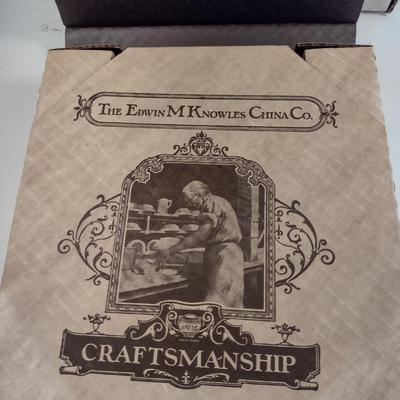 THE EDWIN M KNOWLES CHINA CO.
CRAFTSMANSHIP